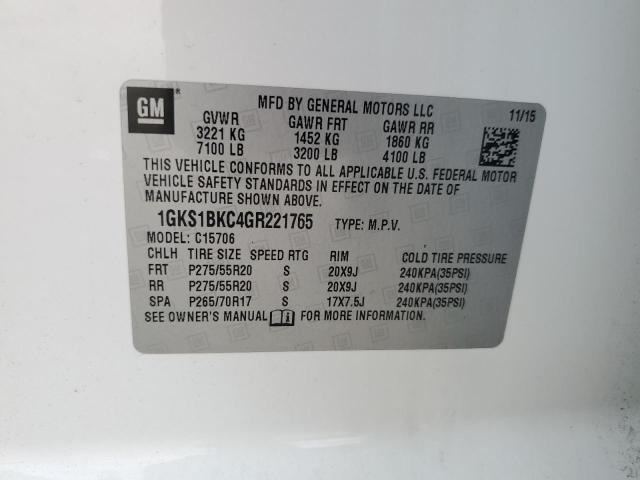 GM
MFD BY GENERAL MOTORS LLC 11/15
GVWR GAWR FRT GAWR RR
3221 KG 1452 KG 1860 KG
7100 LB 3200 LB 4100 LB
THIS VEHICLE CONFORMS TO ALL APPLICABLE U.S. FEDERAL MOTOR
VEHICLE SAFETY STANDARDS IN EFFECT ON THE DATE OF
MANUFACTURE SHOWN ABOVE.
1GKS1BKC4GR221765 TYPE: M.P.V.
MODEL: C15706
CHLH TIRE SIZE SPEED RTG RIM COLD TIRE PRESSURE
FRT P275/55R20 S 20X9J 240KPA(35PSI)
RR P275/55R20 S 20X9J 240KPA(35PSI)
SPA P265/70R17 S 17X7.5J 240KPA(35PSI)
SEE OWNER'S MANUAL FOR MORE INFORMATION.